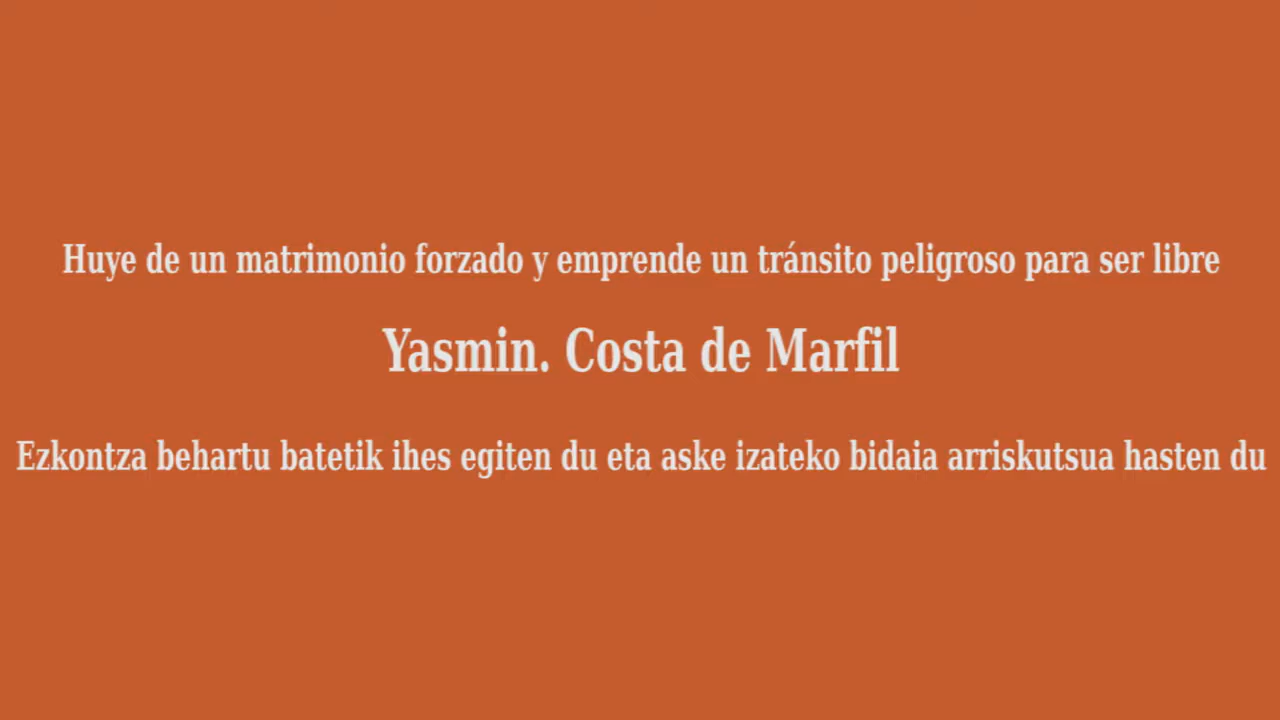 Huye de un matrimonio forzado y emprende un tránsito peligroso para ser libre
Yasmin. Costa de Marfil
Ezkontza behartu batetik ihes egiten du eta aske izateko bidaia arriskutsua hasten du